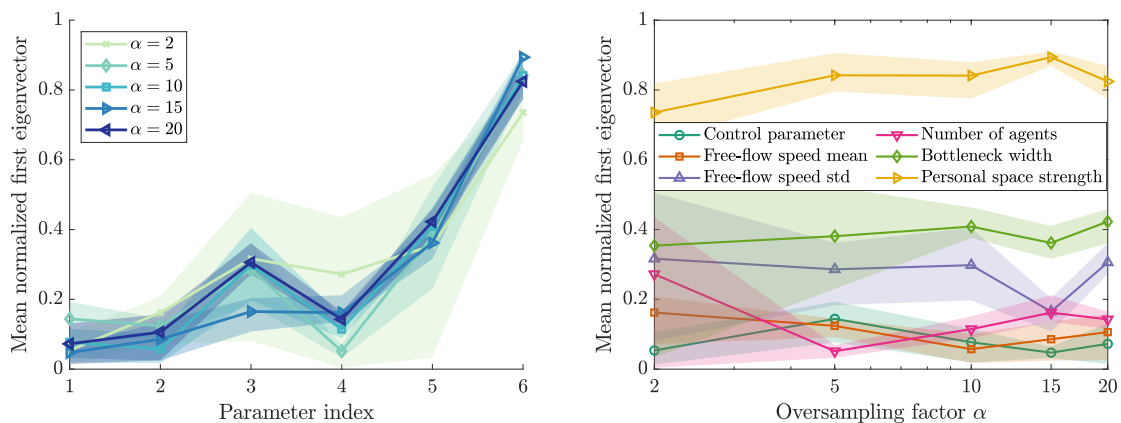 Mean normalized first eigenvector
1
0.8
0.6
0.4
0.2
0
α = 2
α = 5
α = 10
α = 15
α = 20
1 2 3 4 5 6
Parameter index
Mean normalized first eigenvector
1
0.8
0.6
0.4
0.2
0
Control parameter
Free-flow speed mean
Free-flow speed std
Number of agents
Bottleneck width
Personal space strength
2 5 10 15 20
Oversampling factor α